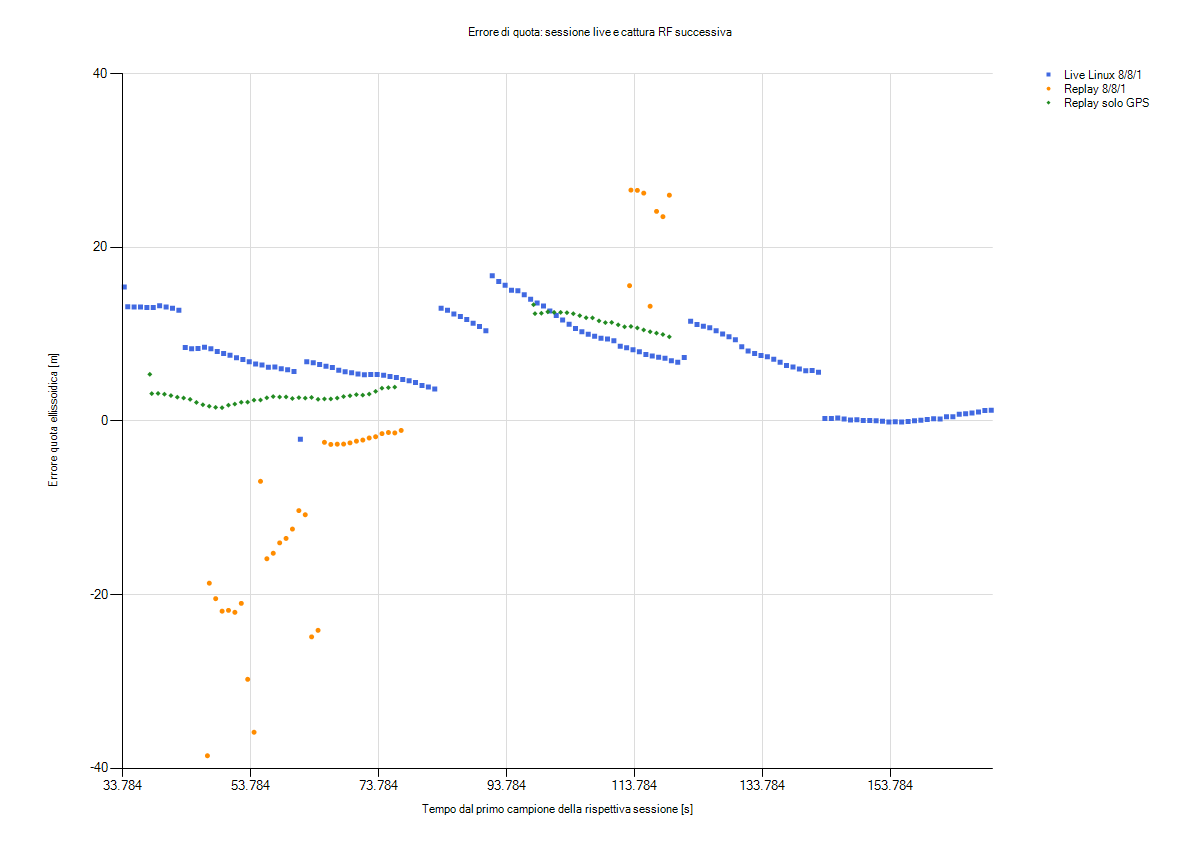 Errore di quota: sessione live e cattura RF successiva
Live Linux 8/8/1
Replay 8/8/1
Replay solo GPS
Errore quota ellissoidica [m]
40
20
0
-20
-40
33.784
53.784
73.784
93.784
113.784
133.784
153.784
Tempo dal primo campione della rispettiva sessione [s]